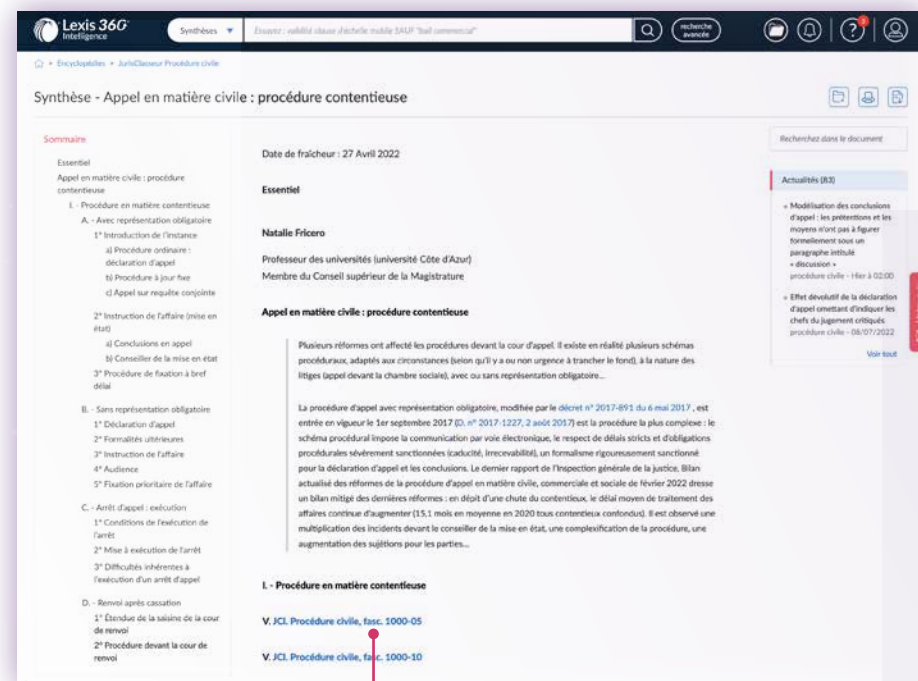 Lexis 360
Intelligence
Synthèses
Essayez : validité clause d'échelle mobile SAUF "bail commercial"
recherche
avancée
?
Encyclopédies • JurisClasseur Procédure civile
Synthèse - Appel en matière civile : procédure contentieuse
Sommaire
Essentiel
Appel en matière civile : procédure
contentieuse
I. - Procédure en matière contentieuse
A. - Avec représentation obligatoire
1° Introduction de l'instance
a) Procédure ordinaire :
déclaration d'appel
b) Procédure à jour fixe
c) Appel sur requête conjointe
2° Instruction de l'affaire (mise en
état)
a) Conclusions en appel
b) Conseiller de la mise en état
3° Procédure de fixation à bref
délai
B. - Sans représentation obligatoire
1° Déclaration d'appel
2° Formalités ultérieures
3° Instruction de l'affaire
4° Audience
5° Fixation prioritaire de l'affaire
C. - Arrêt d'appel : exécution
1° Conditions de l'exécution de
l'arrêt
2° Mise à exécution de l'arrêt
3° Difficultés inhérentes à
l'exécution d'un arrêt d'appel
D. - Renvoi après cassation
1° Étendue de la saisine de la cour
de renvoi
2° Procédure devant la cour de
renvoi
Date de fraîcheur : 27 Avril 2022
Essentiel
Natalie Fricero
Professeur des universités (université Côte d'Azur)
Membre du Conseil supérieur de la Magistrature
Appel en matière civile : procédure contentieuse
Plusieurs réformes ont affecté les procédures devant la cour d'appel. Il existe en réalité plusieurs schémas
procéduraux, adaptés aux circonstances (selon qu'il y a ou non urgence à trancher le fond), à la nature des
litiges (appel devant la chambre sociale), avec ou sans représentation obligatoire...
La procédure d'appel avec représentation obligatoire, modifiée par le décret n° 2017-891 du 6 mai 2017 , est
entrée en vigueur le 1er septembre 2017 (D. n° 2017-1227, 2 août 2017) est la procédure la plus complexe : le
schéma procédural impose la communication par voie électronique, le respect de délais stricts et d'obligations
procédurales sévèrement sanctionnées (caducité, irrecevabilité), un formalisme rigoureusement sanctionné
pour la déclaration d'appel et les conclusions. Le dernier rapport de l'Inspection générale de la justice, Bilan
actualisé des réformes de la procédure d'appel en matière civile, commerciale et sociale de février 2022 dresse
un bilan mitigé des dernières réformes : en dépit d'une chute du contentieux, le délai moyen de traitement des
affaires continue d'augmenter (15,1 mois en moyenne en 2020 tous contentieux confondus). Il est observé une
multiplication des incidents devant le conseiller de la mise en état, une complexification de la procédure, une
augmentation des sujétions pour les parties...
I. - Procédure en matière contentieuse
V. JCl. Procédure civile, fasc. 1000-05
V. JCl. Procédure civile, fasc. 1000-10
Recherchez dans le document
Actualités (83)
Modélisation des conclusions
d'appel : les prétentions et les
moyens n'ont pas à figurer
formellement sous un
paragraphe intitulé
« discussion »
procédure civile - Hier à 02:00
Effet dévolutif de la déclaration
d'appel omettant d'indiquer les
chefs du jugement critiqués
procédure civile - 08/07/2022
Voir tout